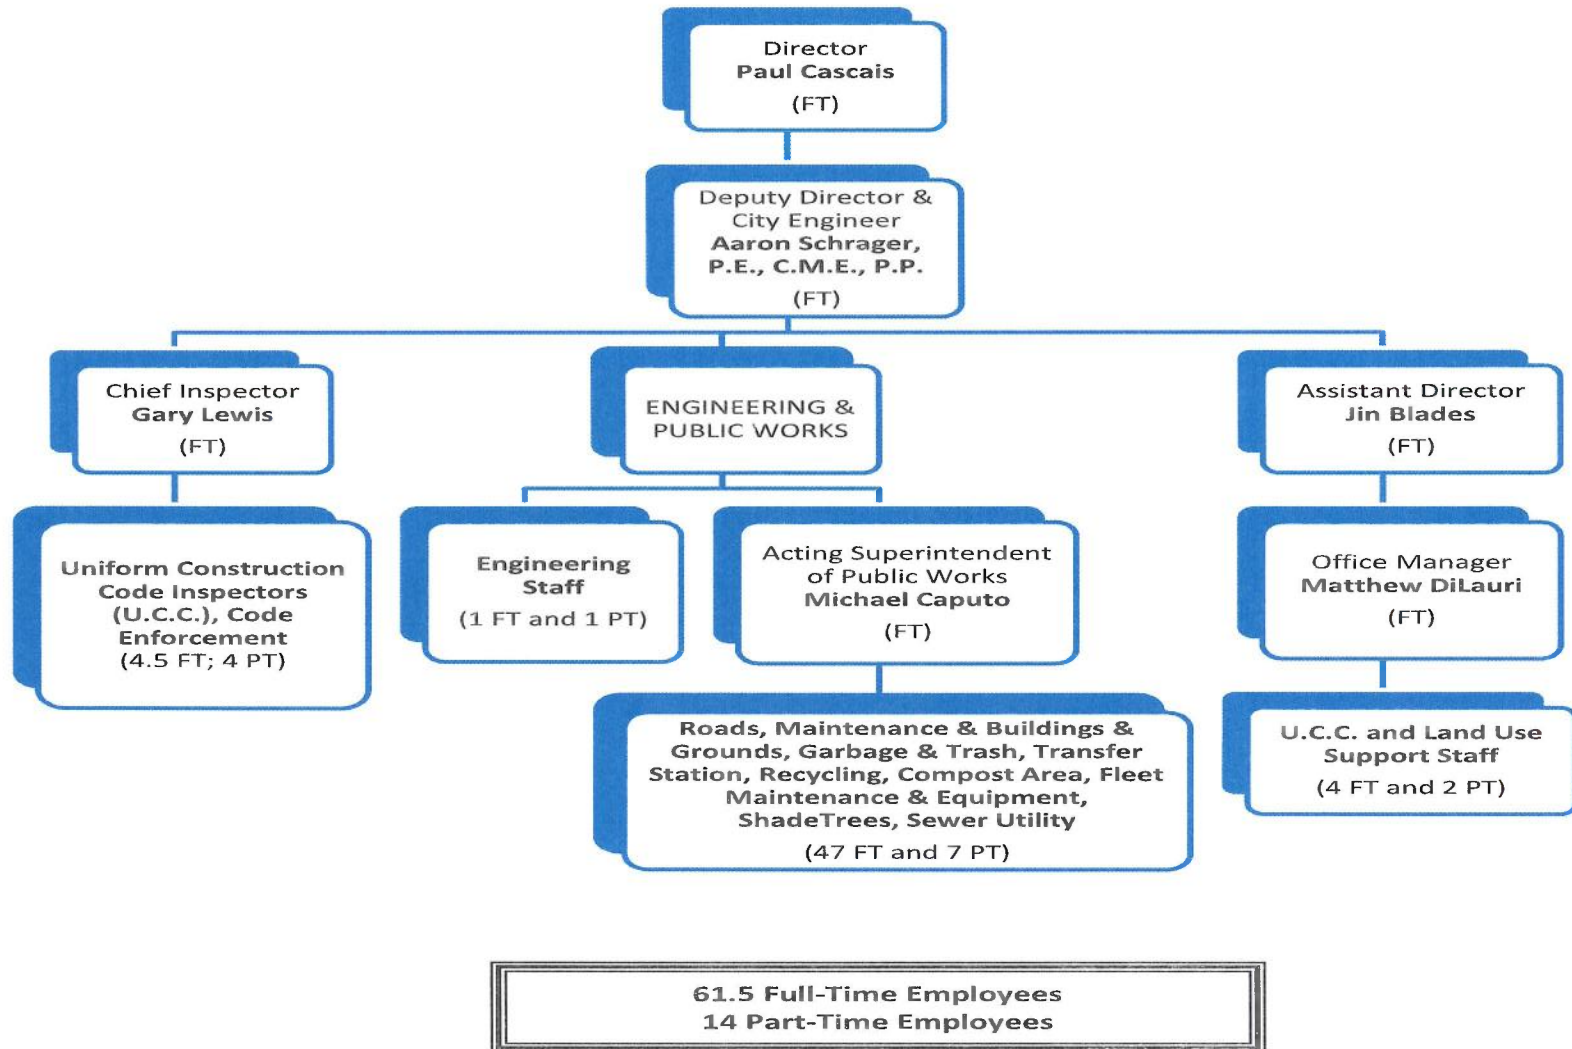 Director
Paul Cascais
(FT)
Deputy Director &
City Engineer
Aaron Schrager,
P.E., C.M.E., P.P.
(FT)
Chief Inspector
Gary Lewis
(FT)
ENGINEERING &
PUBLIC WORKS
Assistant Director
Jin Blades
(FT)
Uniform Construction
Code Inspectors
(U.C.C.), Code
Enforcement
(4.5 FT; 4 PT)
Engineering
Staff
(1 FT and 1 PT)
Acting Superintendent
of Public Works
Michael Caputo
(FT)
Office Manager
Matthew DiLauri
(FT)
Roads, Maintenance & Buildings &
Grounds, Garbage & Trash, Transfer
Station, Recycling, Compost Area, Fleet
Maintenance & Equipment,
ShadeTrees, Sewer Utility
(47 FT and 7 PT)
U.C.C. and Land Use
Support Staff
(4 FT and 2 PT)
61.5 Full-Time Employees
14 Part-Time Employees